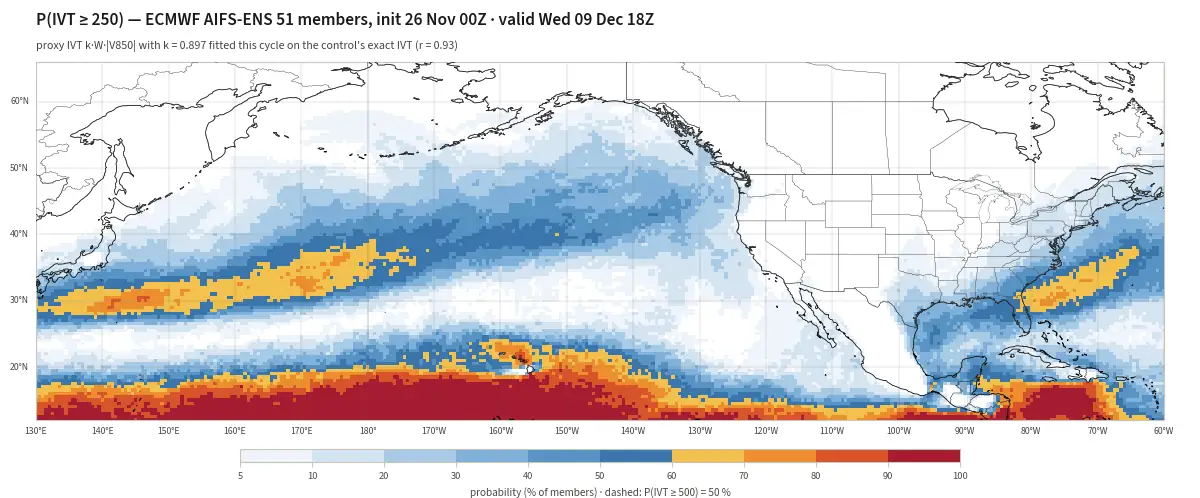 P(IVT ≥ 250) — ECMWF AIFS-ENS 51 members, init 26 Nov 00Z · valid Wed 09 Dec 18Z
proxy IVT k·W·|V850| with k = 0.897 fitted this cycle on the control's exact IVT (r = 0.93)
60°N
50°N
40°N
30°N
20°N
130°E 140°E 150°E 160°E 170°E 180° 170°W 160°W 150°W 140°W 130°W 120°W 110°W 100°W 90°W 80°W 70°W 60°W
5 10 20 30 40 50 60 70 80 90 100
probability (% of members) · dashed: P(IVT ≥ 500) = 50 %